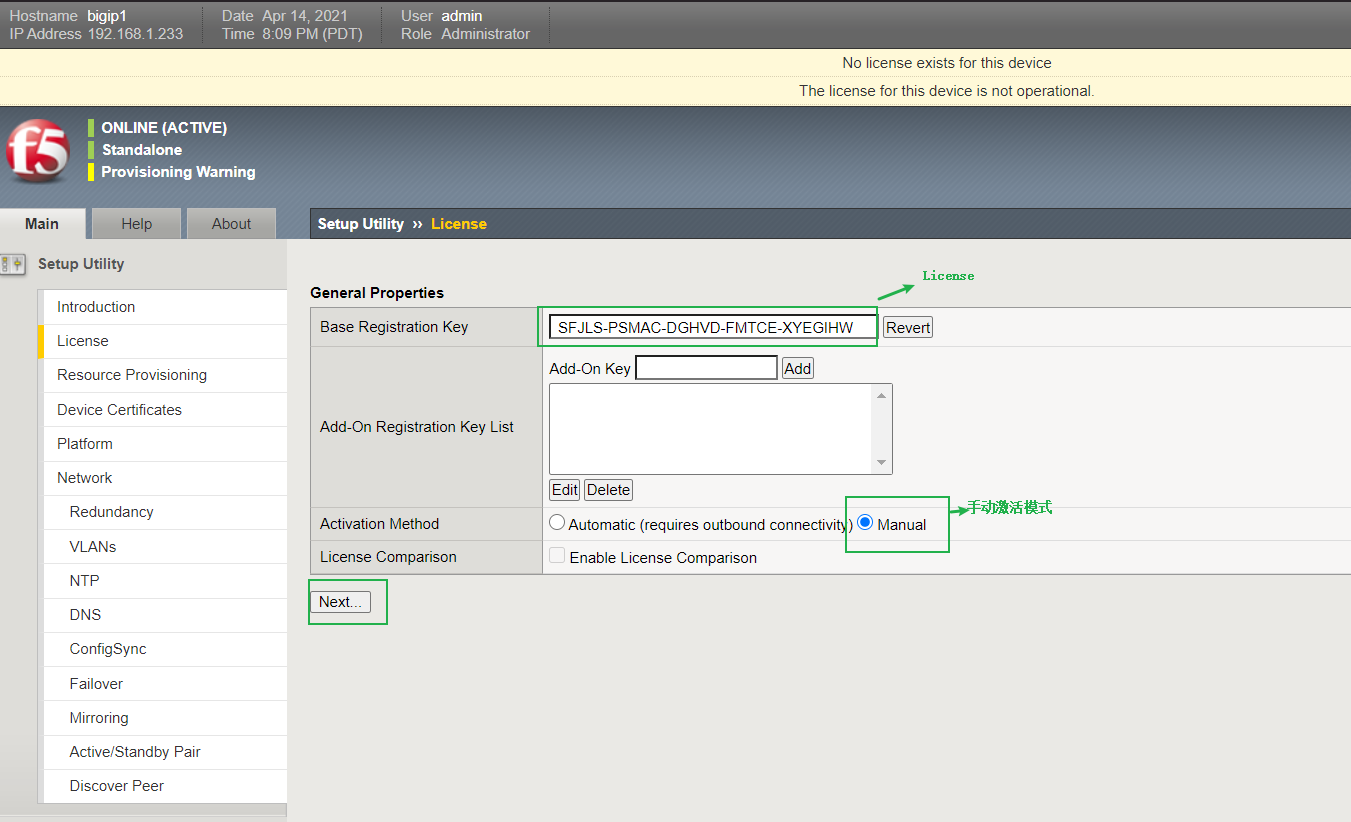 Hostname bigip1 Date Apr 14, 2021 User admin
IP Address 192.168.1.233 Time 8:09 PM (PDT) Role Administrator
No license exists for this device
The license for this device is not operational.
f5
ONLINE (ACTIVE)
Standalone
Provisioning Warning
Main Help About
Setup Utility ›› License
Setup Utility
Introduction
License
Resource Provisioning
Device Certificates
Platform
Network
Redundancy
VLANs
NTP
DNS
ConfigSync
Failover
Mirroring
Active/Standby Pair
Discover Peer
License
General Properties
Base Registration Key SFJLS-PSMAC-DGHVD-FMTCE-XYEGIHW Revert
Add-On Key Add
Add-On Registration Key List
Edit Delete
手动激活模式
Activation Method Automatic (requires outbound connectivity) Manual
License Comparison Enable License Comparison
Next...